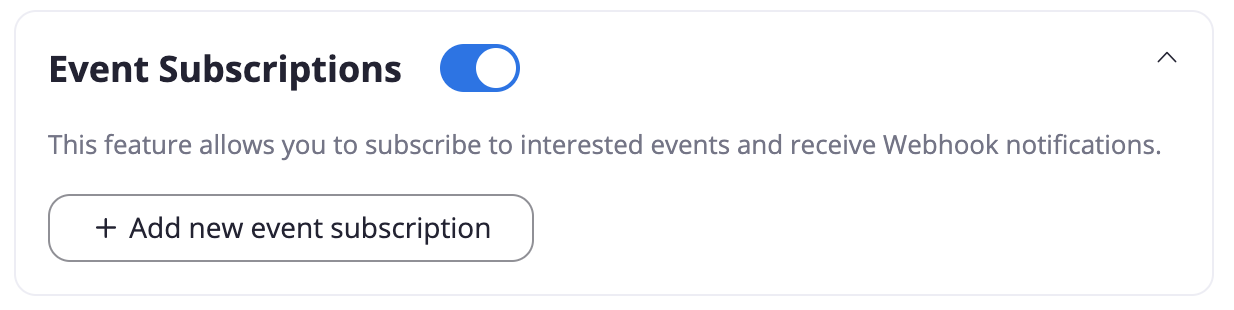 Event Subscriptions
This feature allows you to subscribe to interested events and receive Webhook notifications.
+ Add new event subscription